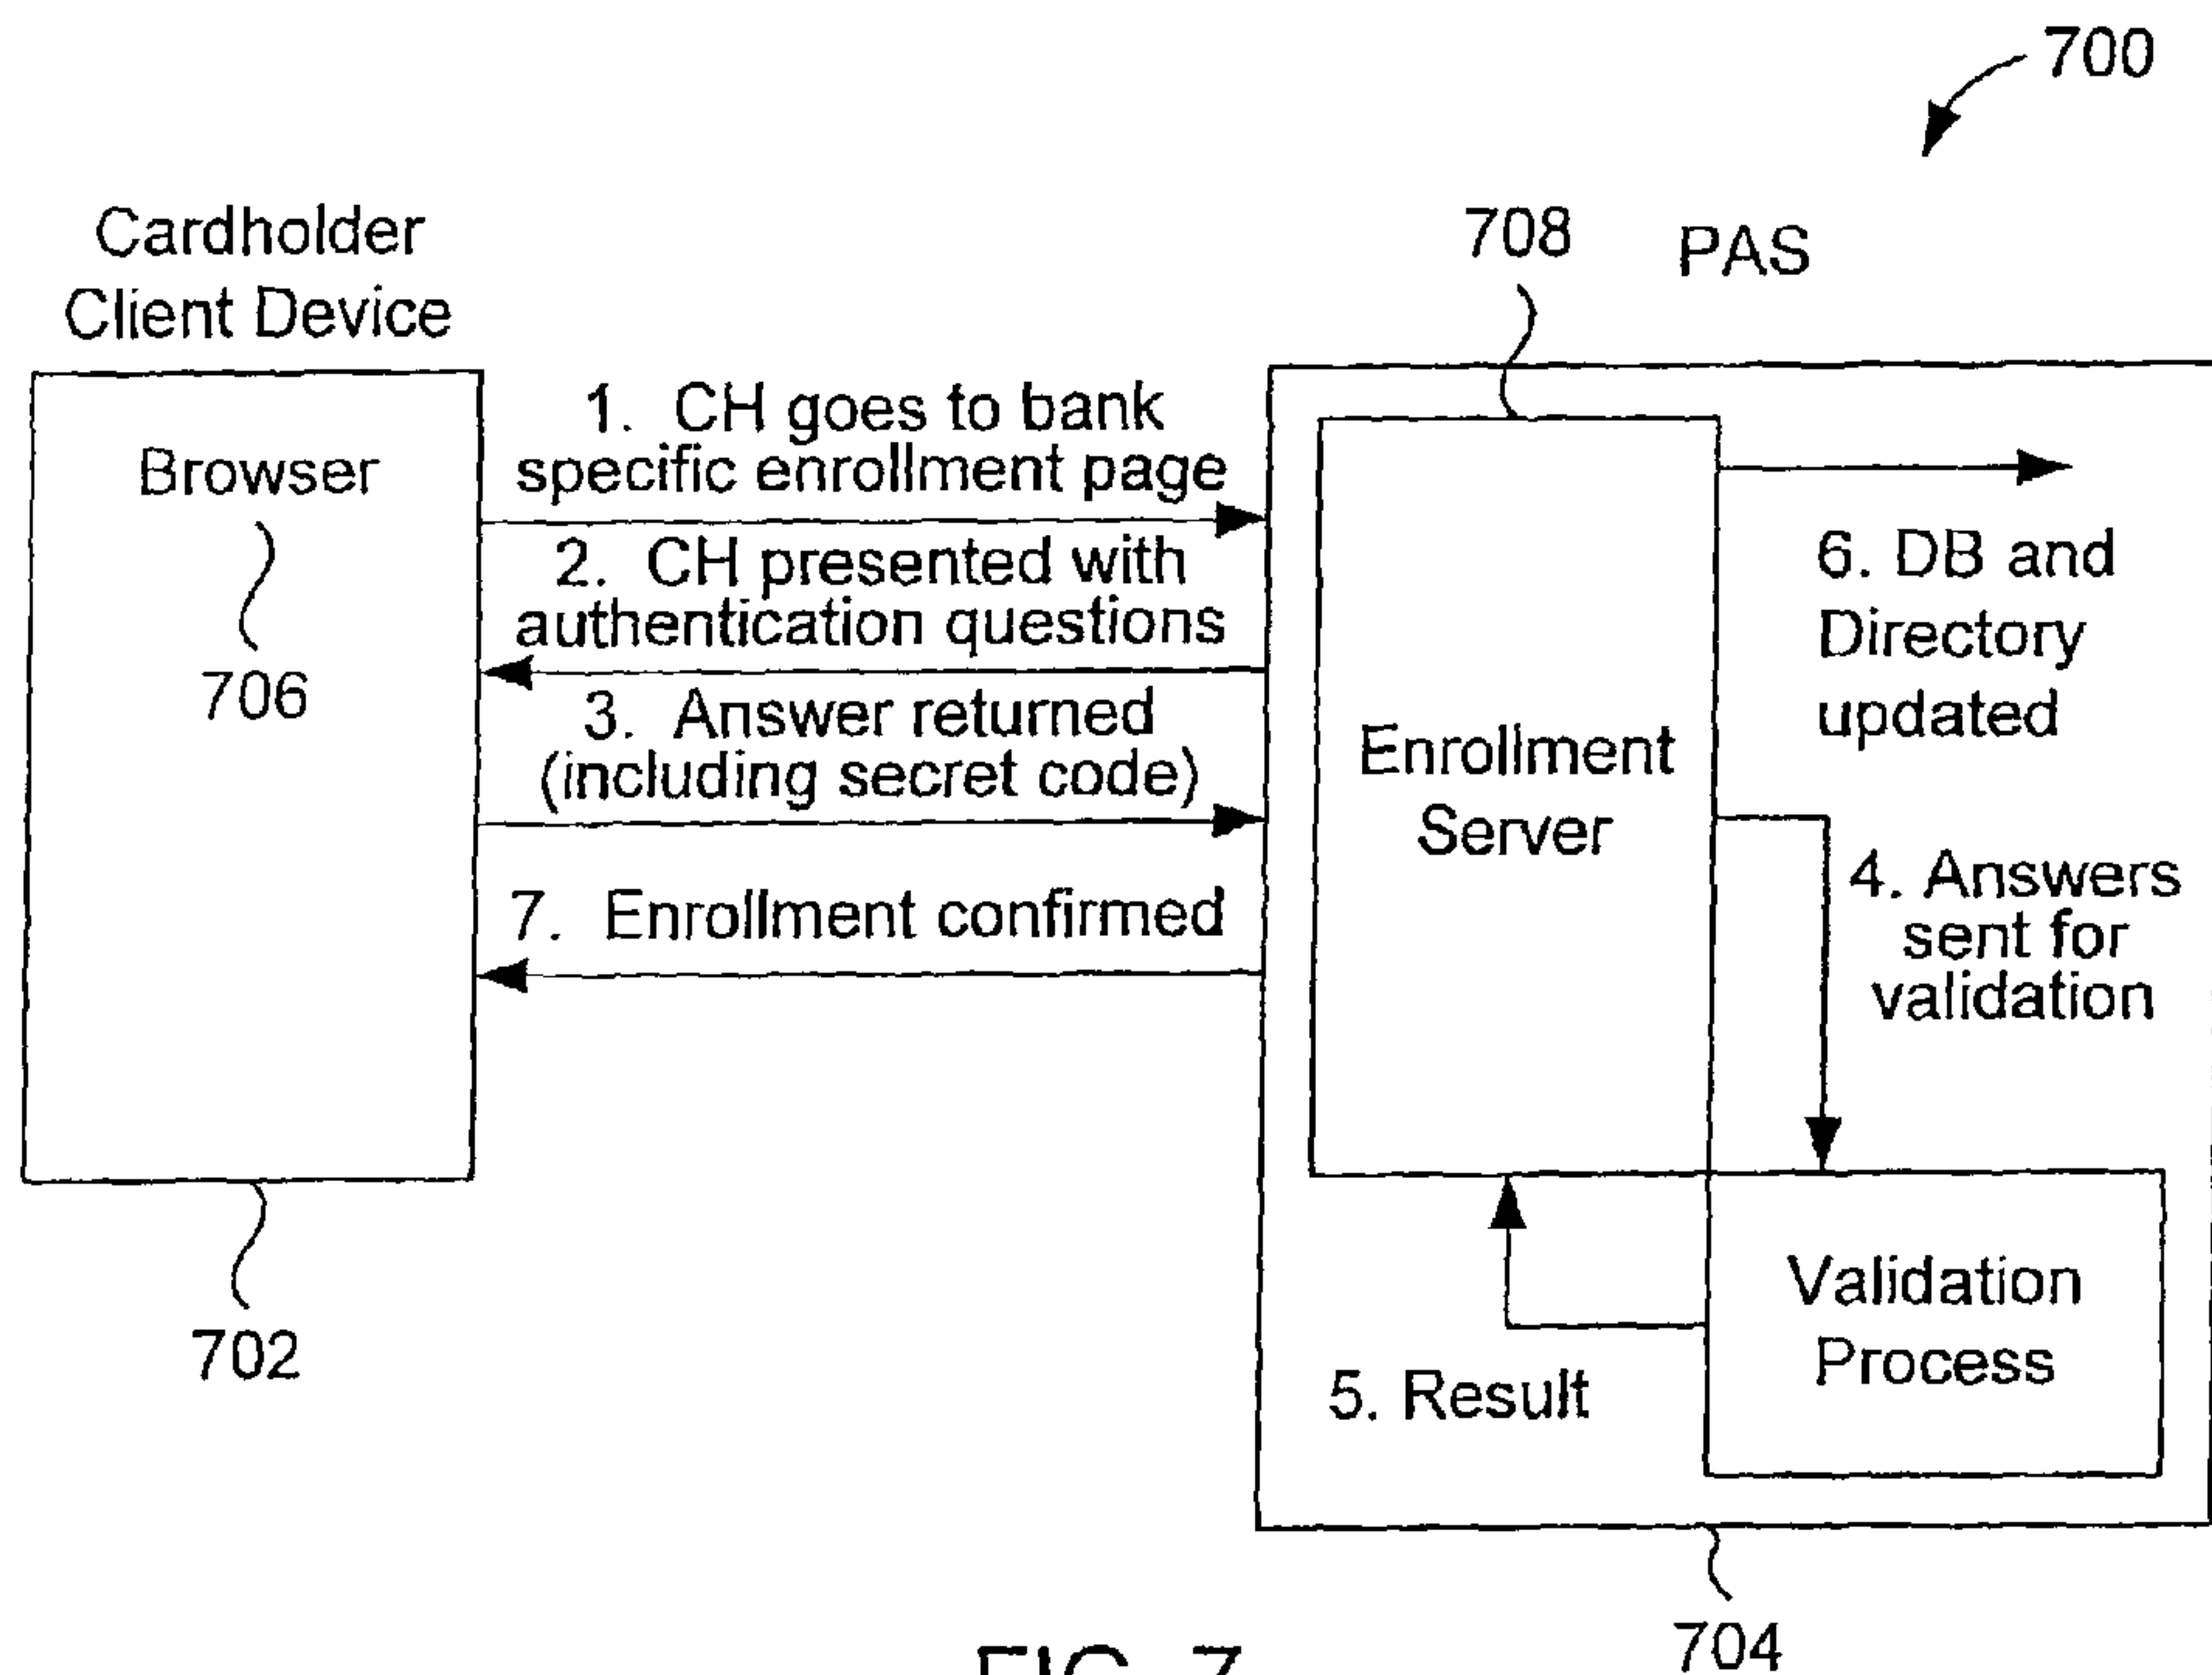 700
Cardholder
Client Device
708
PAS
Browser
706
1. CH goes to bank
specific enrollment page
2. CH presented with
authentication questions
3. Answer returned
(including secret code)
7. Enrollment confirmed
Enrollment
Server
6. DB and
Directory
updated
4. Answers
sent for
validation
5. Result
Validation
Process
702
704
FIG. 7